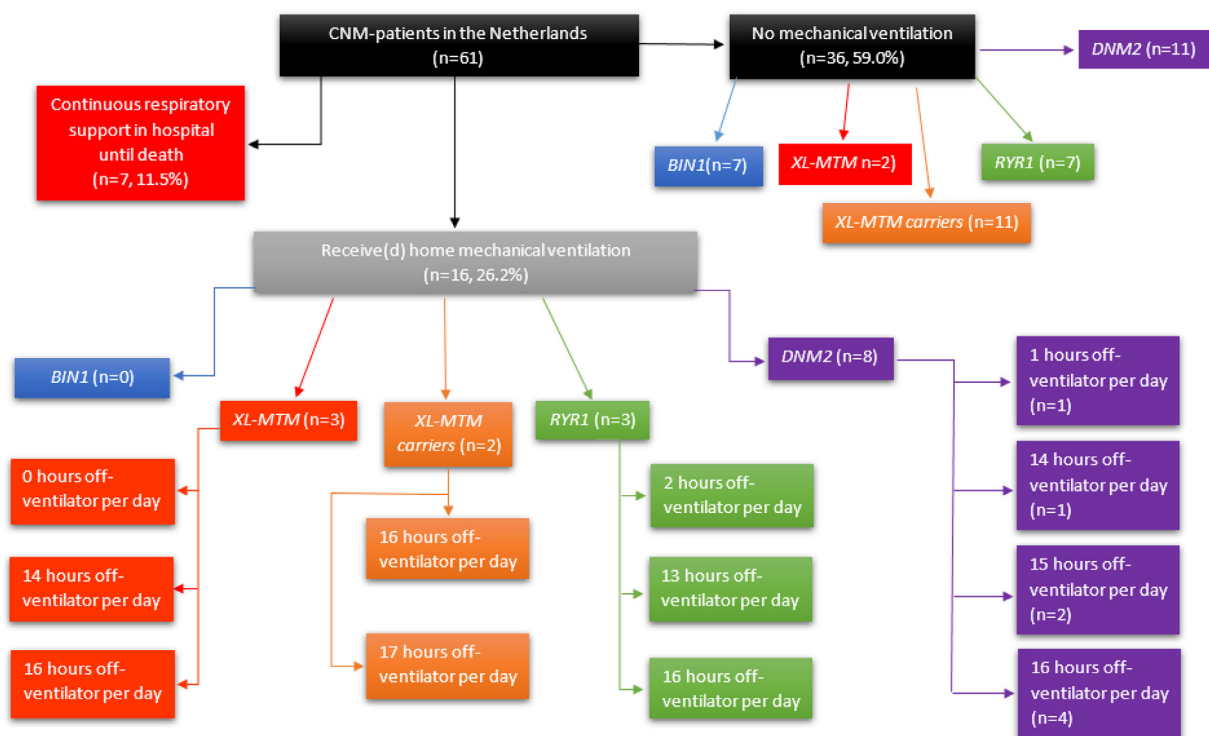 CNM-patients in the Netherlands
(n=61)
No mechanical ventilation
(n=36, 59.0%)
DNM2 (n=11)
Continuous respiratory
support in hospital
until death
(n=7, 11.5%)
BIN1(n=7)
XL-MTM n=2)
RYR1 (n=7)
XL-MTM carriers (n=11)
Receive(d) home mechanical ventilation
(n=16, 26.2%)
BIN1 (n=0)
XL-MTM (n=3)
XL-MTM
carriers (n=2)
RYR1 (n=3)
DNM2 (n=8)
0 hours off-
ventilator per day
14 hours off-
ventilator per day
16 hours off-
ventilator per day
16 hours off-
ventilator per day
17 hours off-
ventilator per day
2 hours off-
ventilator per day
13 hours off-
ventilator per day
16 hours off-
ventilator per day
1 hours off-
ventilator per day
(n=1)
14 hours off-
ventilator per day
(n=1)
15 hours off-
ventilator per day
(n=2)
16 hours off-
ventilator per day
(n=4)